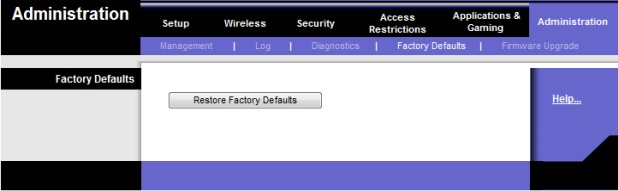 Administration
Setup Wireless Security Access Restrictions Applications & Gaming Administration
Management | Log | Diagnostics | Factory Defaults | Firmware Upgrade
Factory Defaults
Restore Factory Defaults
Help...